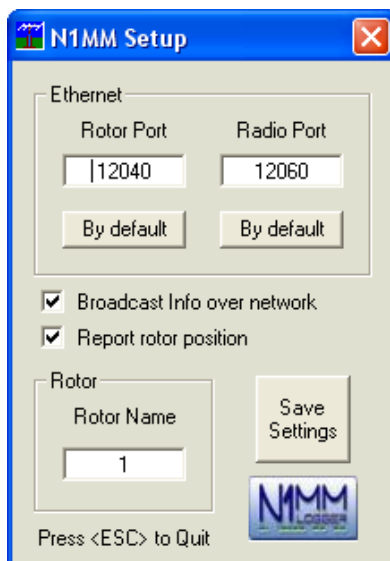 N1MM Setup
Ethernet
Rotor Port Radio Port
12040 12060
By default By default
Broadcast Info over network
Report rotor position
Rotor
Rotor Name
1
Save
Settings
N1MM
LOGGER
Press <ESC> to Quit